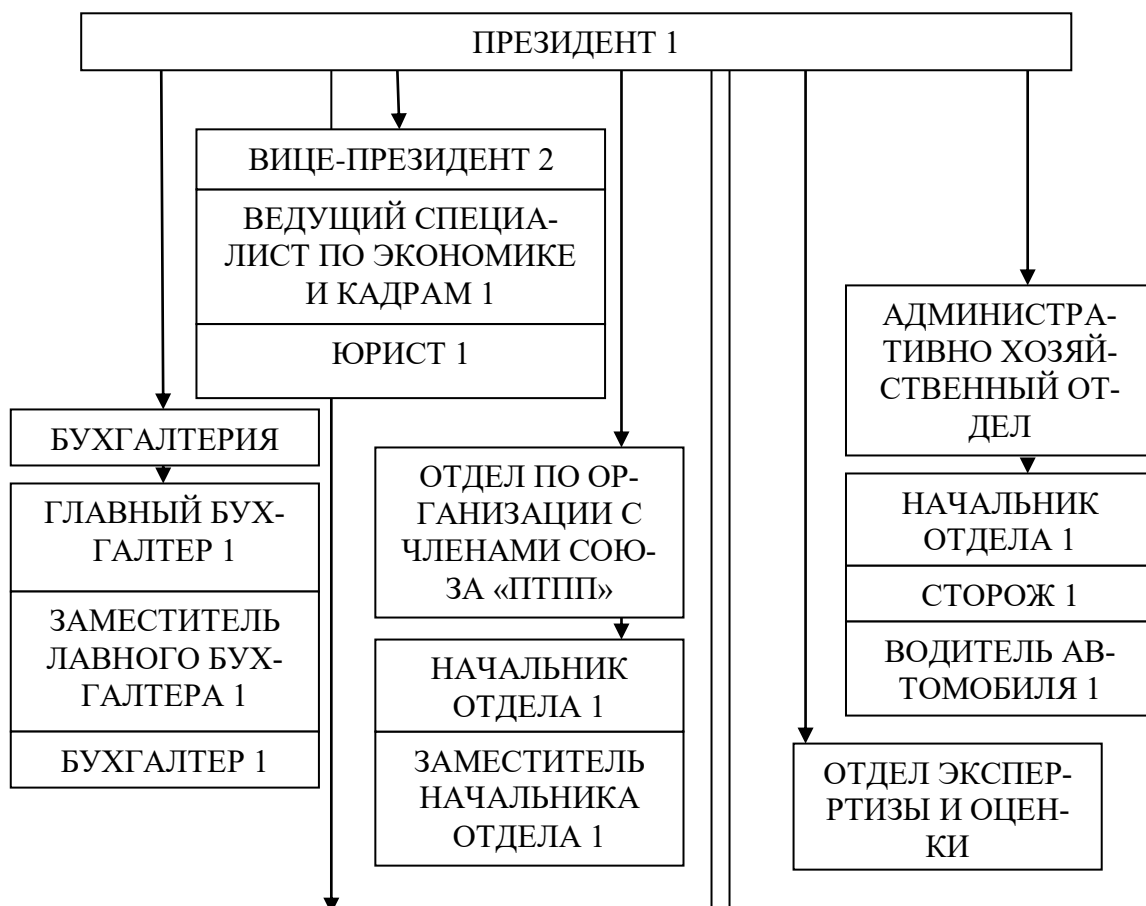 ПРЕЗИДЕНТ 1
ВИЦЕ-ПРЕЗИДЕНТ 2
ВЕДУЩИЙ СПЕЦИА-
ЛИСТ ПО ЭКОНОМИКЕ
И КАДРАМ 1
ЮРИСТ 1
БУХГАЛТЕРИЯ
ГЛАВНЫЙ БУХ-
ГАЛТЕР 1
ЗАМЕСТИТЕЛЬ
ЛАВНОГО БУХ-
ГАЛТЕРА 1
БУХГАЛТЕР 1
ОТДЕЛ ПО ОР-
ГАНИЗАЦИИ С
ЧЛЕНАМИ СОЮ-
ЗА «ПТПП»
НАЧАЛЬНИК
ОТДЕЛА 1
ЗАМЕСТИТЕЛЬ
НАЧАЛЬНИКА
ОТДЕЛА 1
АДМИНИСТРА-
ТИВНО ХОЗЯЙ-
СТВЕННЫЙ ОТ-
ДЕЛ
НАЧАЛЬНИК
ОТДЕЛА 1
СТОРОЖ 1
ВОДИТЕЛЬ АВ-
ТОМОБИЛЯ 1
ОТДЕЛ ЭКСПЕР-
РТИЗЫ И ОЦЕН-
КИ